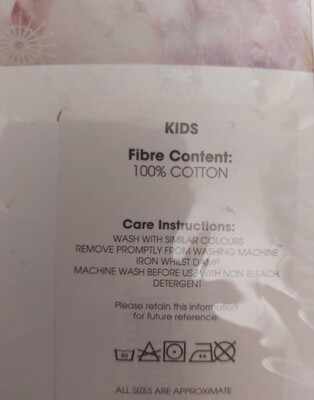 KIDS
Fibre Content:
100% COTTON
Care Instructions:
WASH WITH SIMILAR COLOURS
REMOVE PROMPTLY FROM WASHING MACHINE
IRON WHILST DAMP
MACHINE WASH BEFORE USE WITH NON BLEACH
DETERGENT
Please retain this information
for future reference
40
ALL SIZES ARE APPROXIMATE